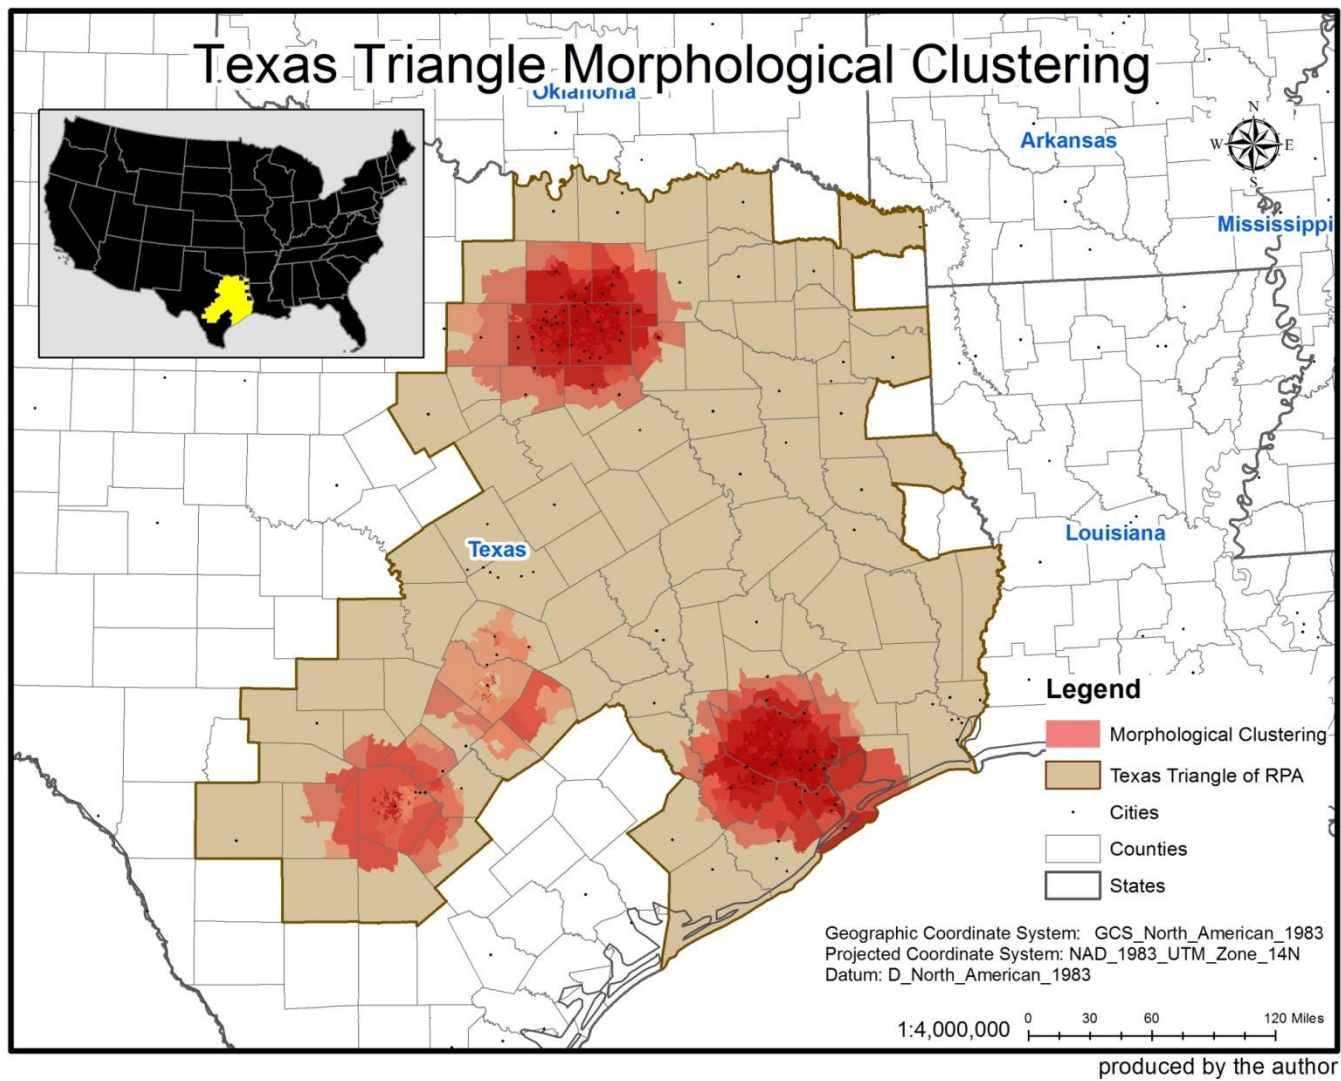 Texas Triangle Morphological Clustering
Oklahoma
Arkansas
N
W E
S
Mississippi
Texas
Louisiana
Legend
Morphological Clustering
Texas Triangle of RPA
Cities
Counties
States
Geographic Coordinate System: GCS_North_American_1983
Projected Coordinate System: NAD_1983_UTM_Zone_14N
Datum: D_North_American_1983
1:4,000,000
0 30 60 120 Miles
produced by the author